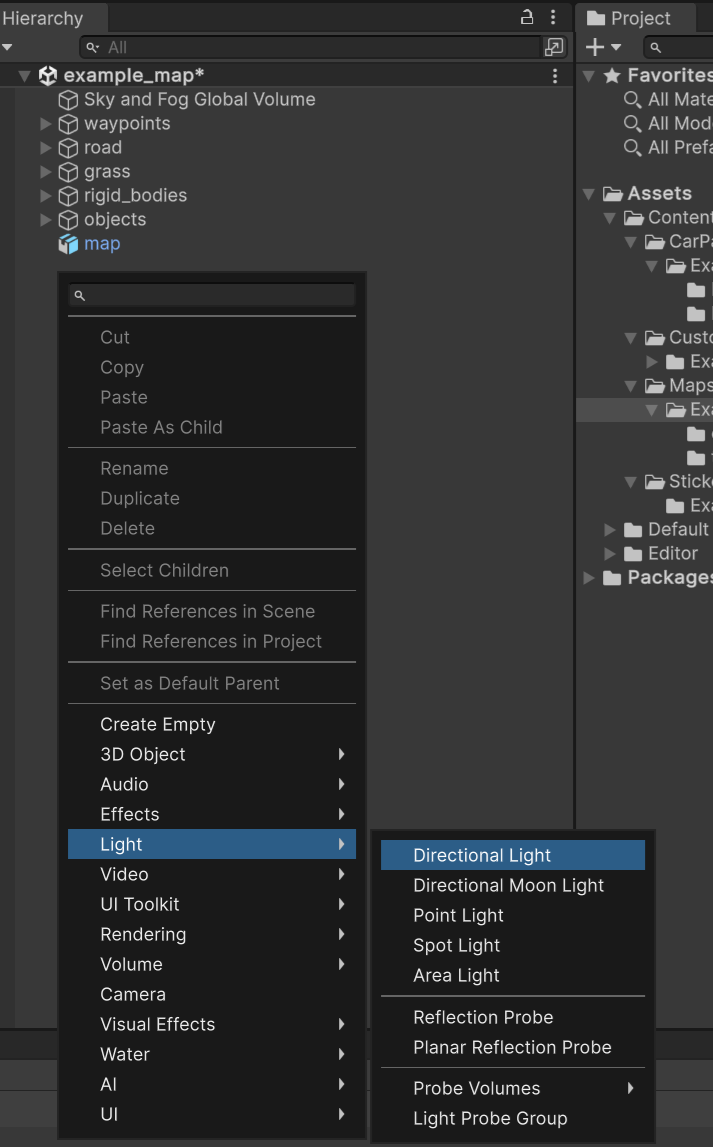 Hierarchy
All
example_map*
Sky and Fog Global Volume
waypoints
road
grass
rigid_bodies
objects
map
Cut
Copy
Paste
Paste As Child
Rename
Duplicate
Delete
Select Children
Find References in Scene
Find References in Project
Set as Default Parent
Create Empty
3D Object
Audio
Effects
Light
Video
UI Toolkit
Rendering
Volume
Camera
Visual Effects
Water
AI
UI
Directional Light
Directional Moon Light
Point Light
Spot Light
Area Light
Reflection Probe
Planar Reflection Probe
Probe Volumes
Light Probe Group
Project
Favorites
All Mate
All Mod
All Prefa
Assets
Content
CarPa
Exa
Custo
Exa
Maps
Exa
Sticke
Exa
Default
Editor
Packages